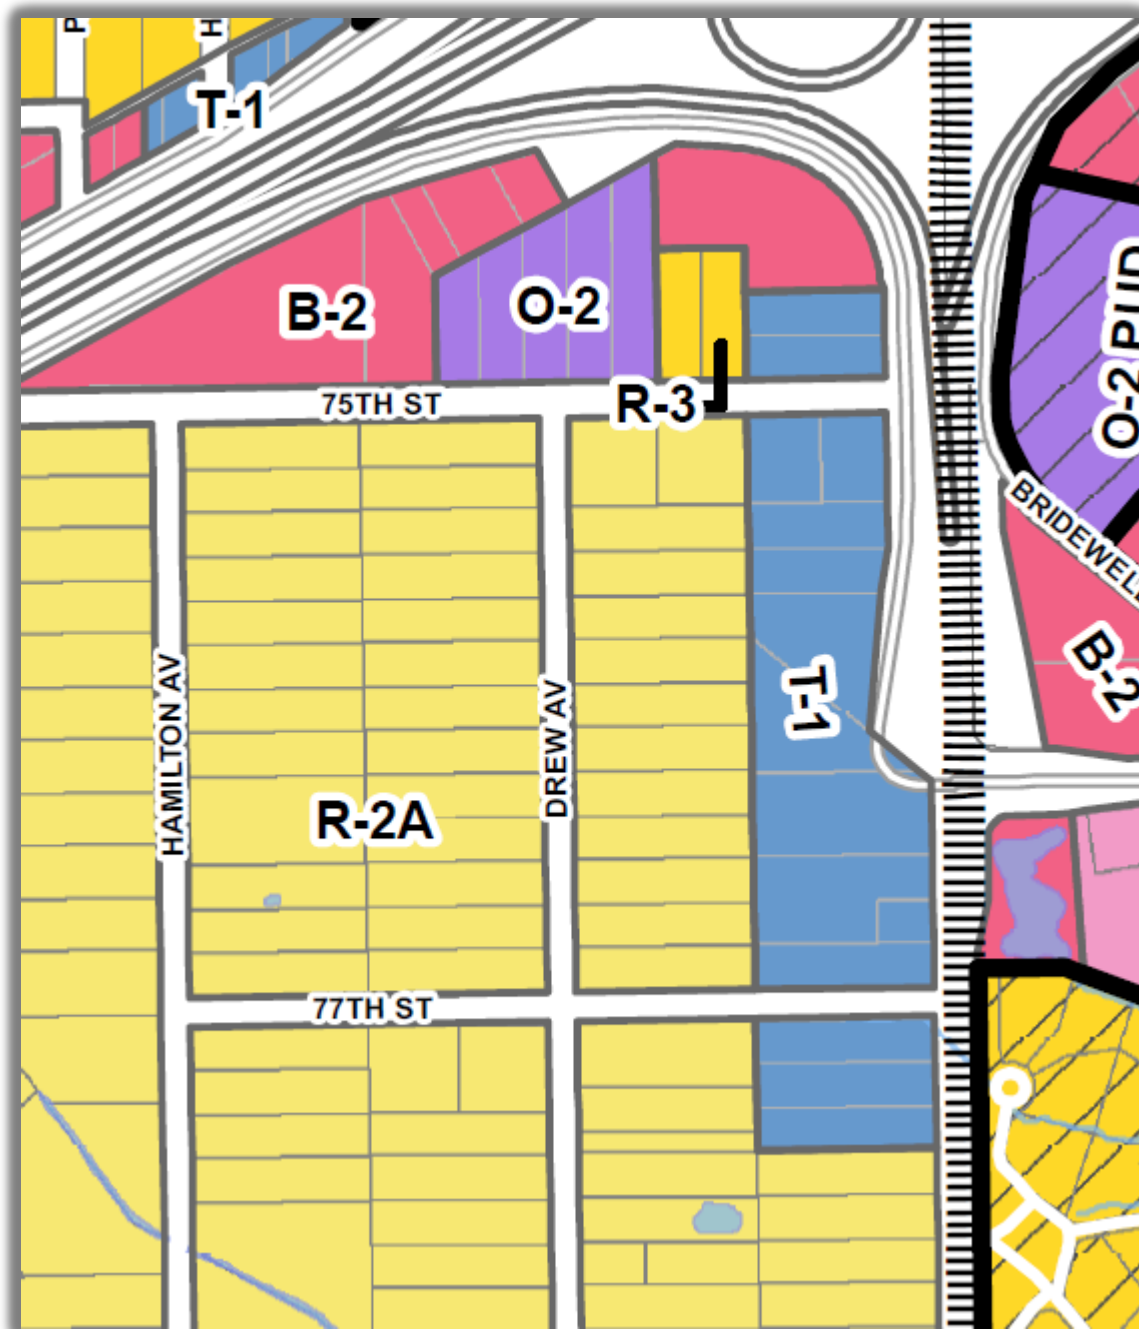 P
H
T-1
B-2
O-2
R-3
75TH ST
O-2 PUD
BRIDEWELL
B-2
T-1
HAMILTON AV
DREW AV
R-2A
77TH ST